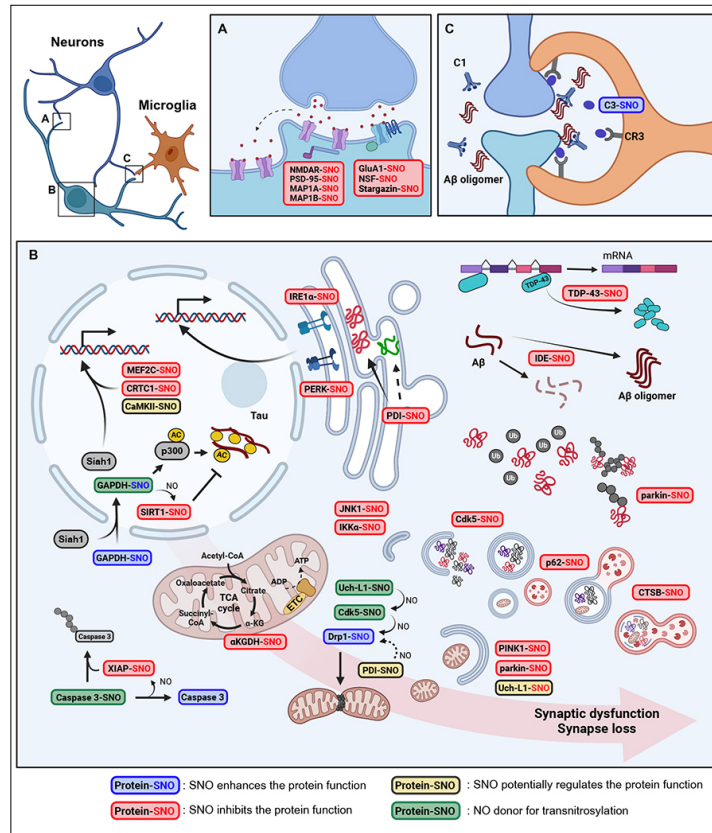 Neurons
Microglia
A
B
C
A
NMDAR-SNO
PSD-95-SNO
MAP1A-SNO
MAP1B-SNO
GluA1-SNO
NSF-SNO
Stargazin-SNO
C
C1
C3-SNO
CR3
Aβ oligomer
B
MEF2C-SNO
CRTC1-SNO
CaMKII-SNO
Siah1
GAPDH-SNO
NO
SIRT1-SNO
AC
p300
Tau
AC
Siah1
GAPDH-SNO
IRE1α-SNO
PERK-SNO
PDI-SNO
mRNA
TDP-43
TDP-43-SNO
Aβ
IDE-SNO
Aβ oligomer
Ub
Ub
Ub
Ub
Ub
parkin-SNO
JNK1-SNO
IKKα-SNO
Cdk5-SNO
p62-SNO
CTSB-SNO
Acetyl-CoA
Oxaloacetate
Citrate
TCA
cycle
Succinyl-
CoA
α-KG
ADP
ATP
ETC
αKGDH-SNO
Uch-L1-SNO
NO
Cdk5-SNO
NO
Drp1-SNO
NO
PDI-SNO
PINK1-SNO
parkin-SNO
Uch-L1-SNO
Caspase 3
XIAP-SNO
NO
Caspase 3-SNO
Caspase 3
Synaptic dysfunction
Synapse loss
Protein-SNO : SNO enhances the protein function
Protein-SNO : SNO potentially regulates the protein function
Protein-SNO : SNO inhibits the protein function
Protein-SNO : NO donor for transnitrosylation